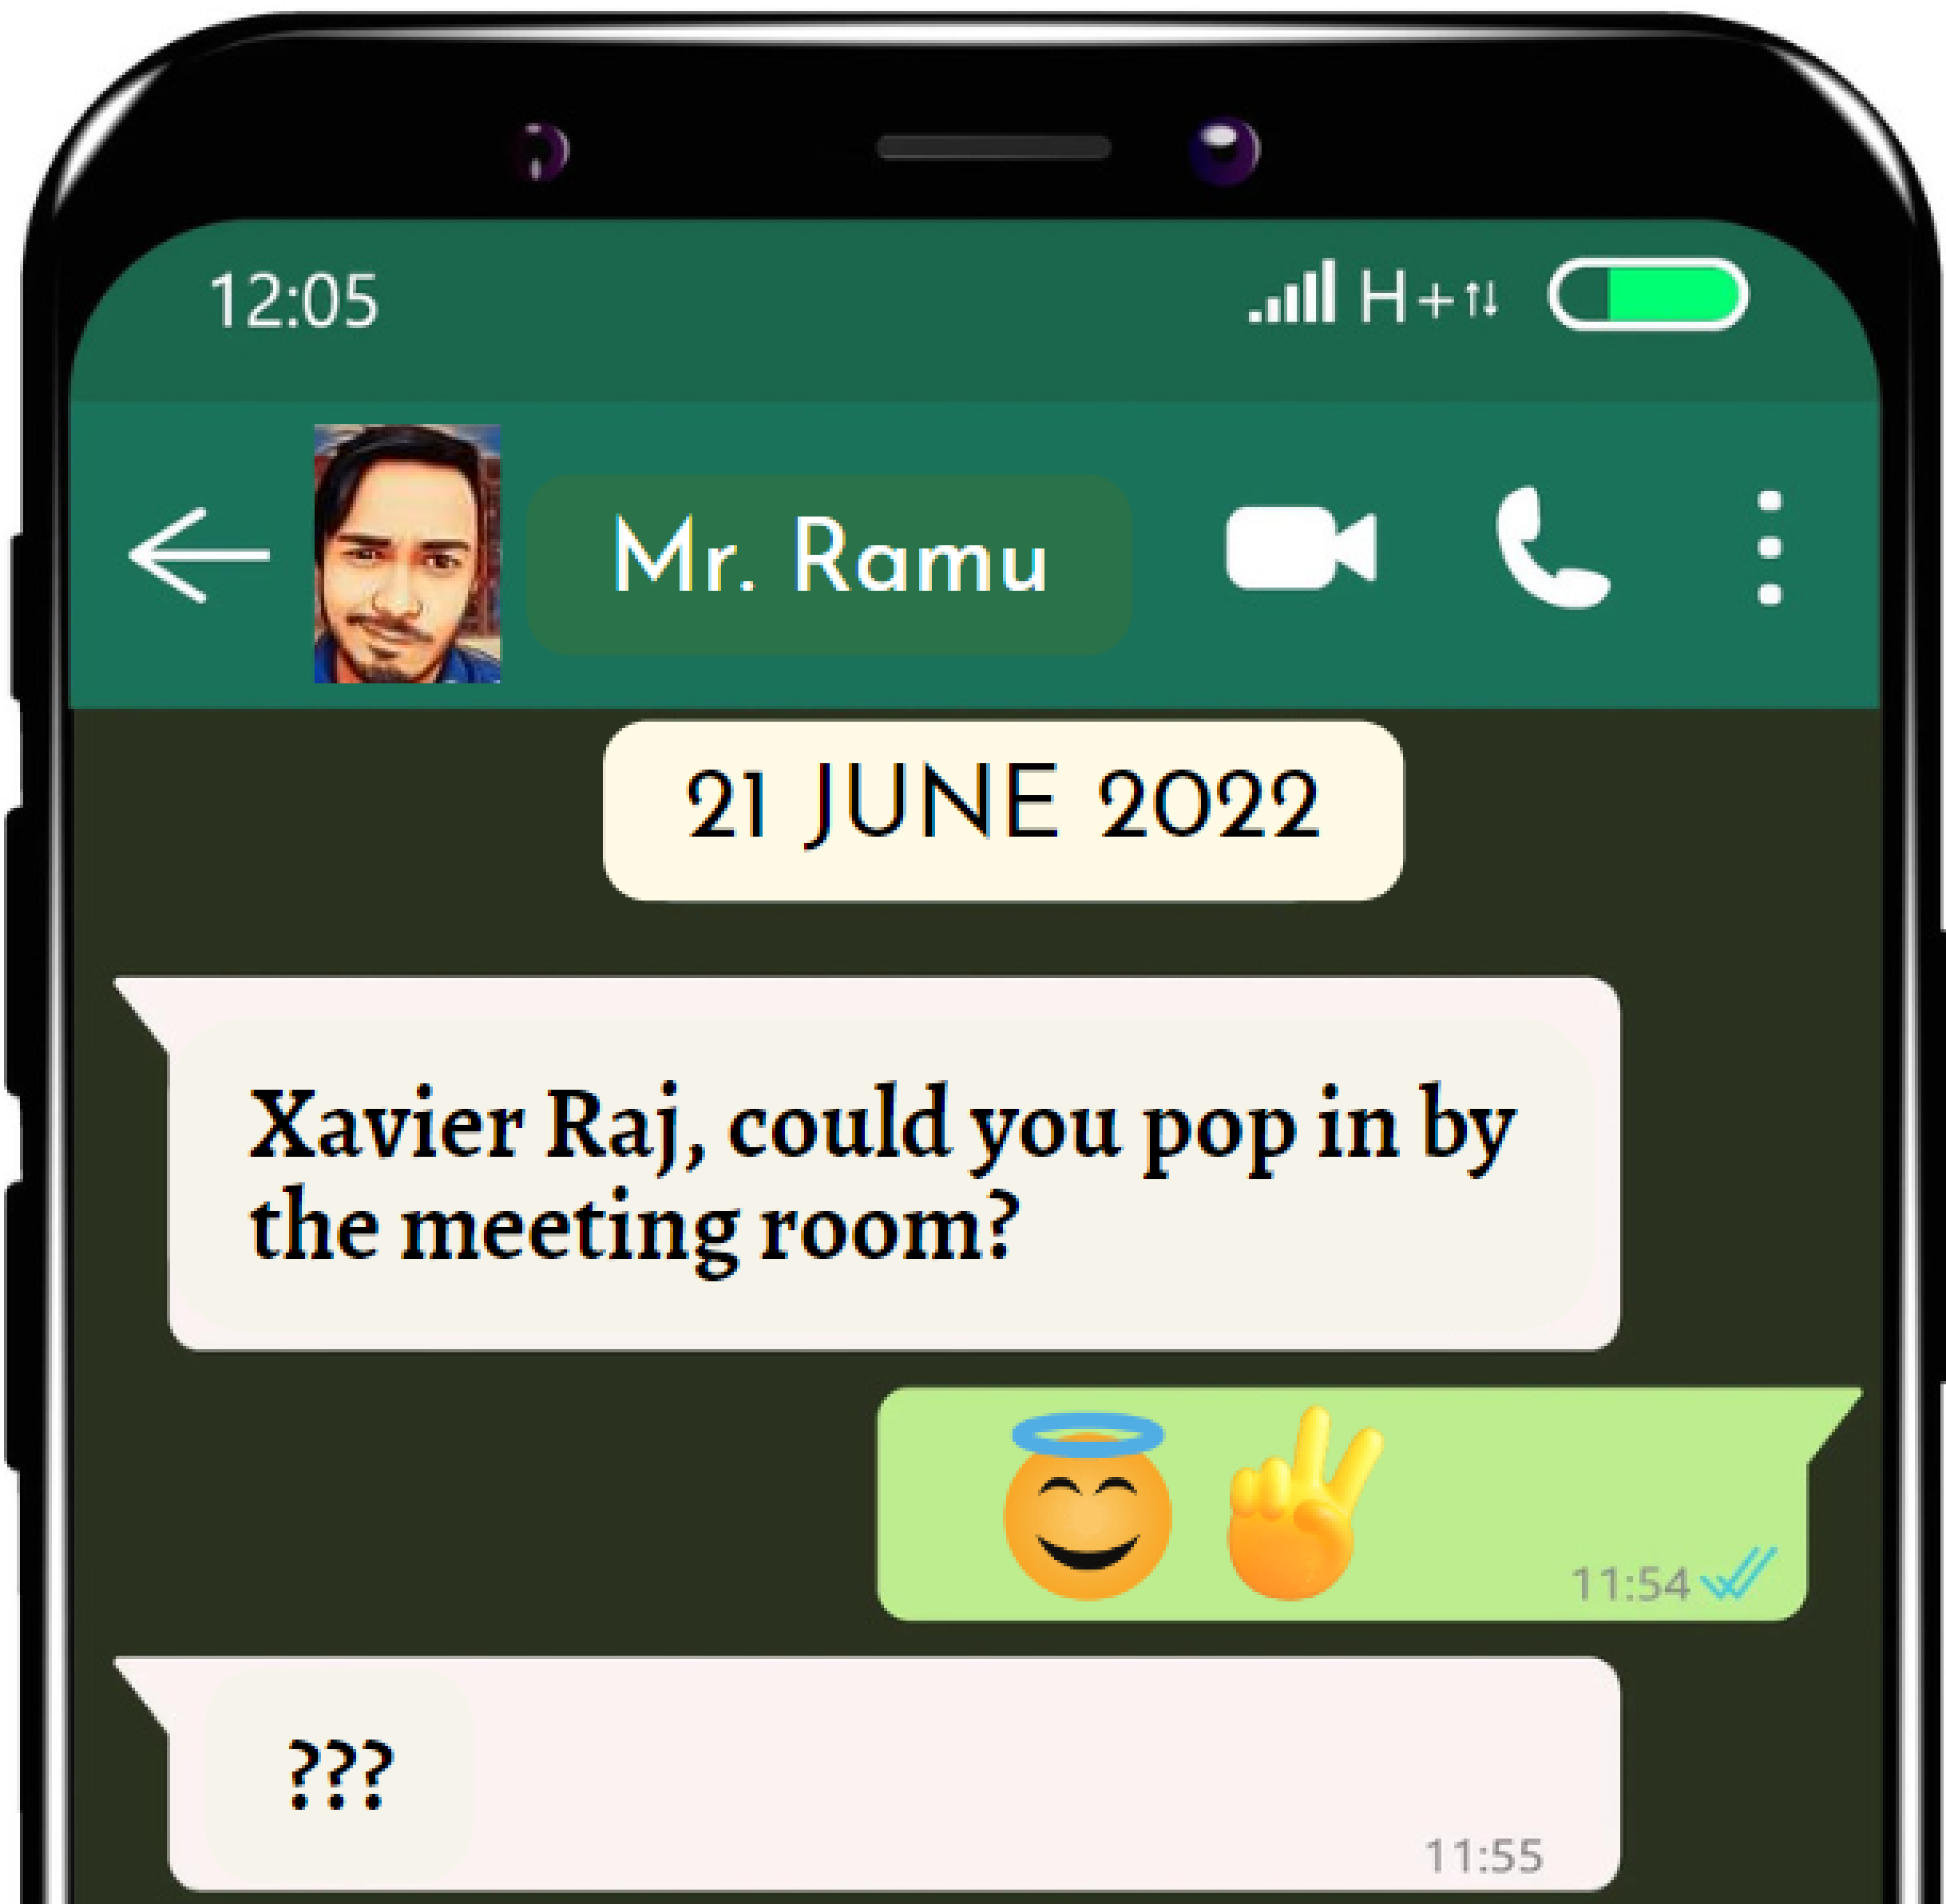 12:05 H+
Mr. Ramu
21 JUNE 2022
Xavier Raj, could you pop in by
the meeting room?
😇 ✌️
11:54
???
11:55